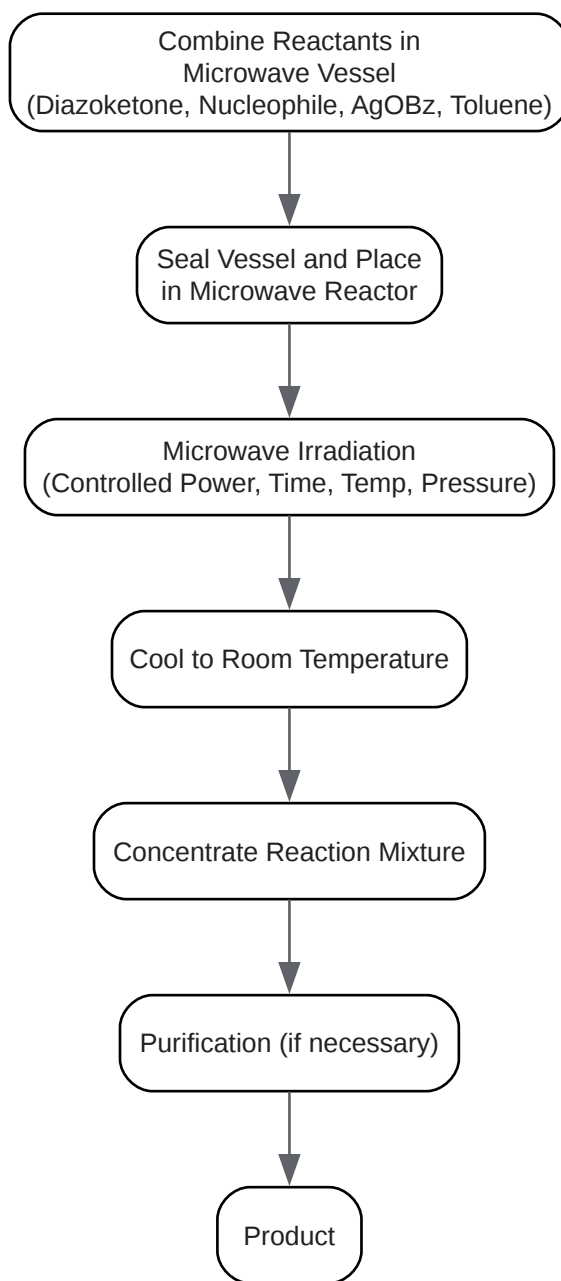 Combine Reactants in
Microwave Vessel
(Diazoketone, Nucleophile, AgOBz, Toluene)
Seal Vessel and Place
in Microwave Reactor
Microwave Irradiation
(Controlled Power, Time, Temp, Pressure)
Cool to Room Temperature
Concentrate Reaction Mixture
Purification (if necessary)
Product